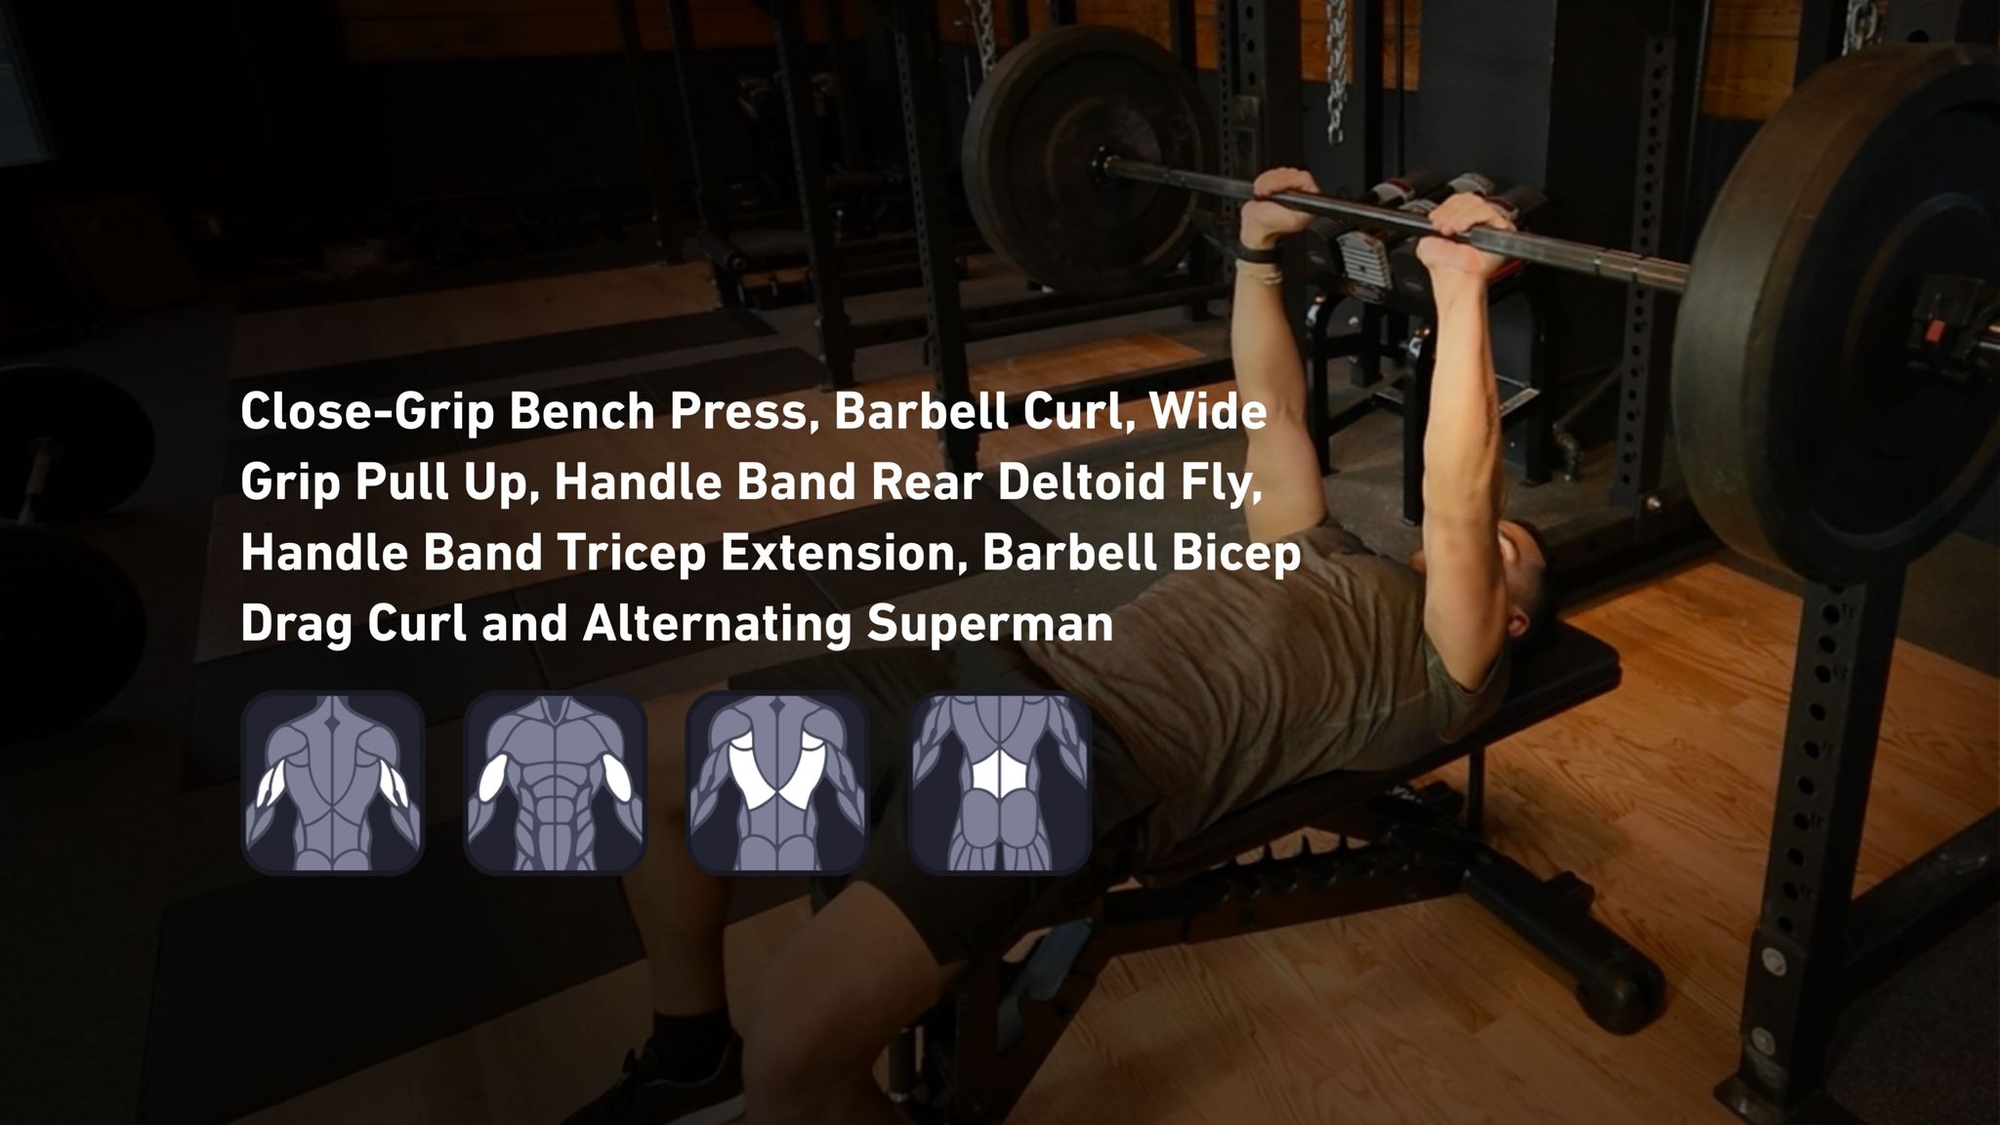 Close-Grip Bench Press, Barbell Curl, Wide
Grip Pull Up, Handle Band Rear Deltoid Fly,
Handle Band Tricep Extension, Barbell Bicep
Drag Curl and Alternating Superman